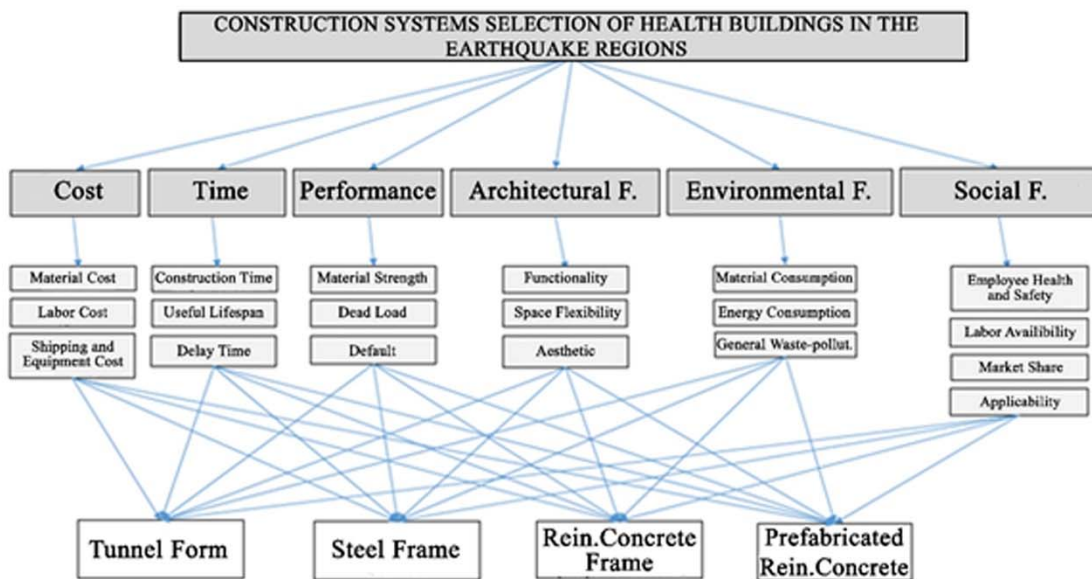 CONSTRUCTION SYSTEMS SELECTION OF HEALTH BUILDINGS IN THE
EARTHQUAKE REGIONS
Cost
Time
Performance
Architectural F.
Environmental F.
Social F.
Material Cost
Labor Cost
Shipping and
Equipment Cost
Construction Time
Useful Lifespan
Delay Time
Material Strength
Dead Load
Default
Functionality
Space Flexibility
Aesthetic
Material Consumption
Energy Consumption
General Waste-pollut.
Employee Health
and Safety
Labor Availibility
Market Share
Applicability
Tunnel Form
Steel Frame
Rein.Concrete
Frame
Prefabricated
Rein.Concrete